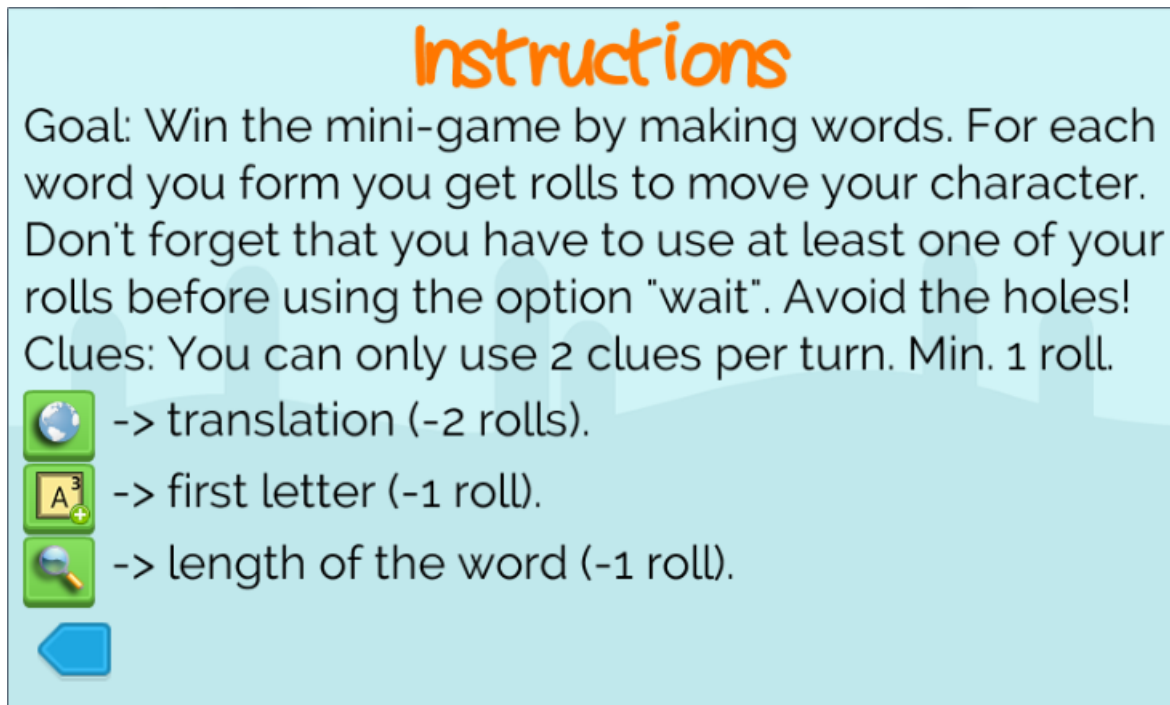 Instructions
Goal: Win the mini-game by making words. For each
word you form you get rolls to move your character.
Don't forget that you have to use at least one of your
rolls before using the option "wait". Avoid the holes!
Clues: You can only use 2 clues per turn. Min. 1 roll.
-> translation (-2 rolls).
A 3 -> first letter (-1 roll).
-> length of the word (-1 roll).